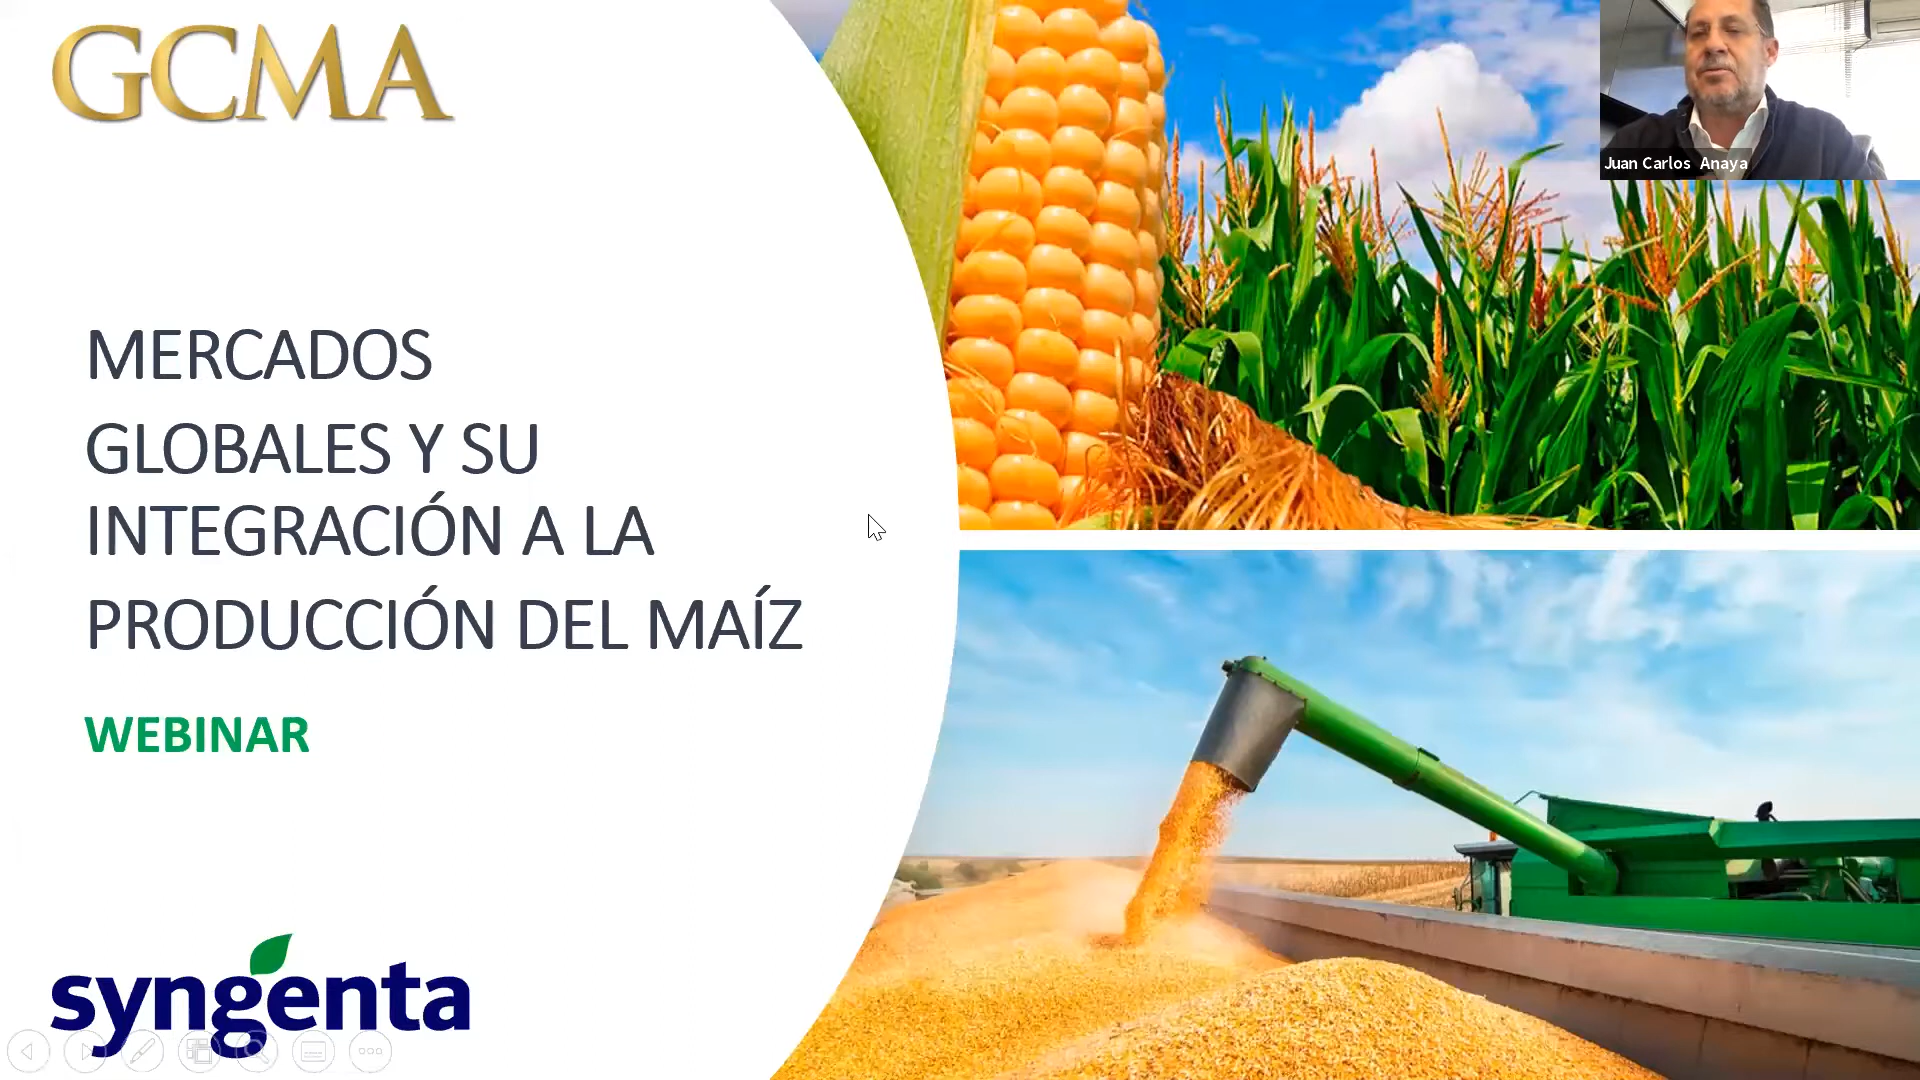 GCMA
Juan Carlos Anaya
MERCADOS
GLOBALES Y SU
INTEGRACIÓN A LA
PRODUCCIÓN DEL MAÍZ
WEBINAR
syngenta